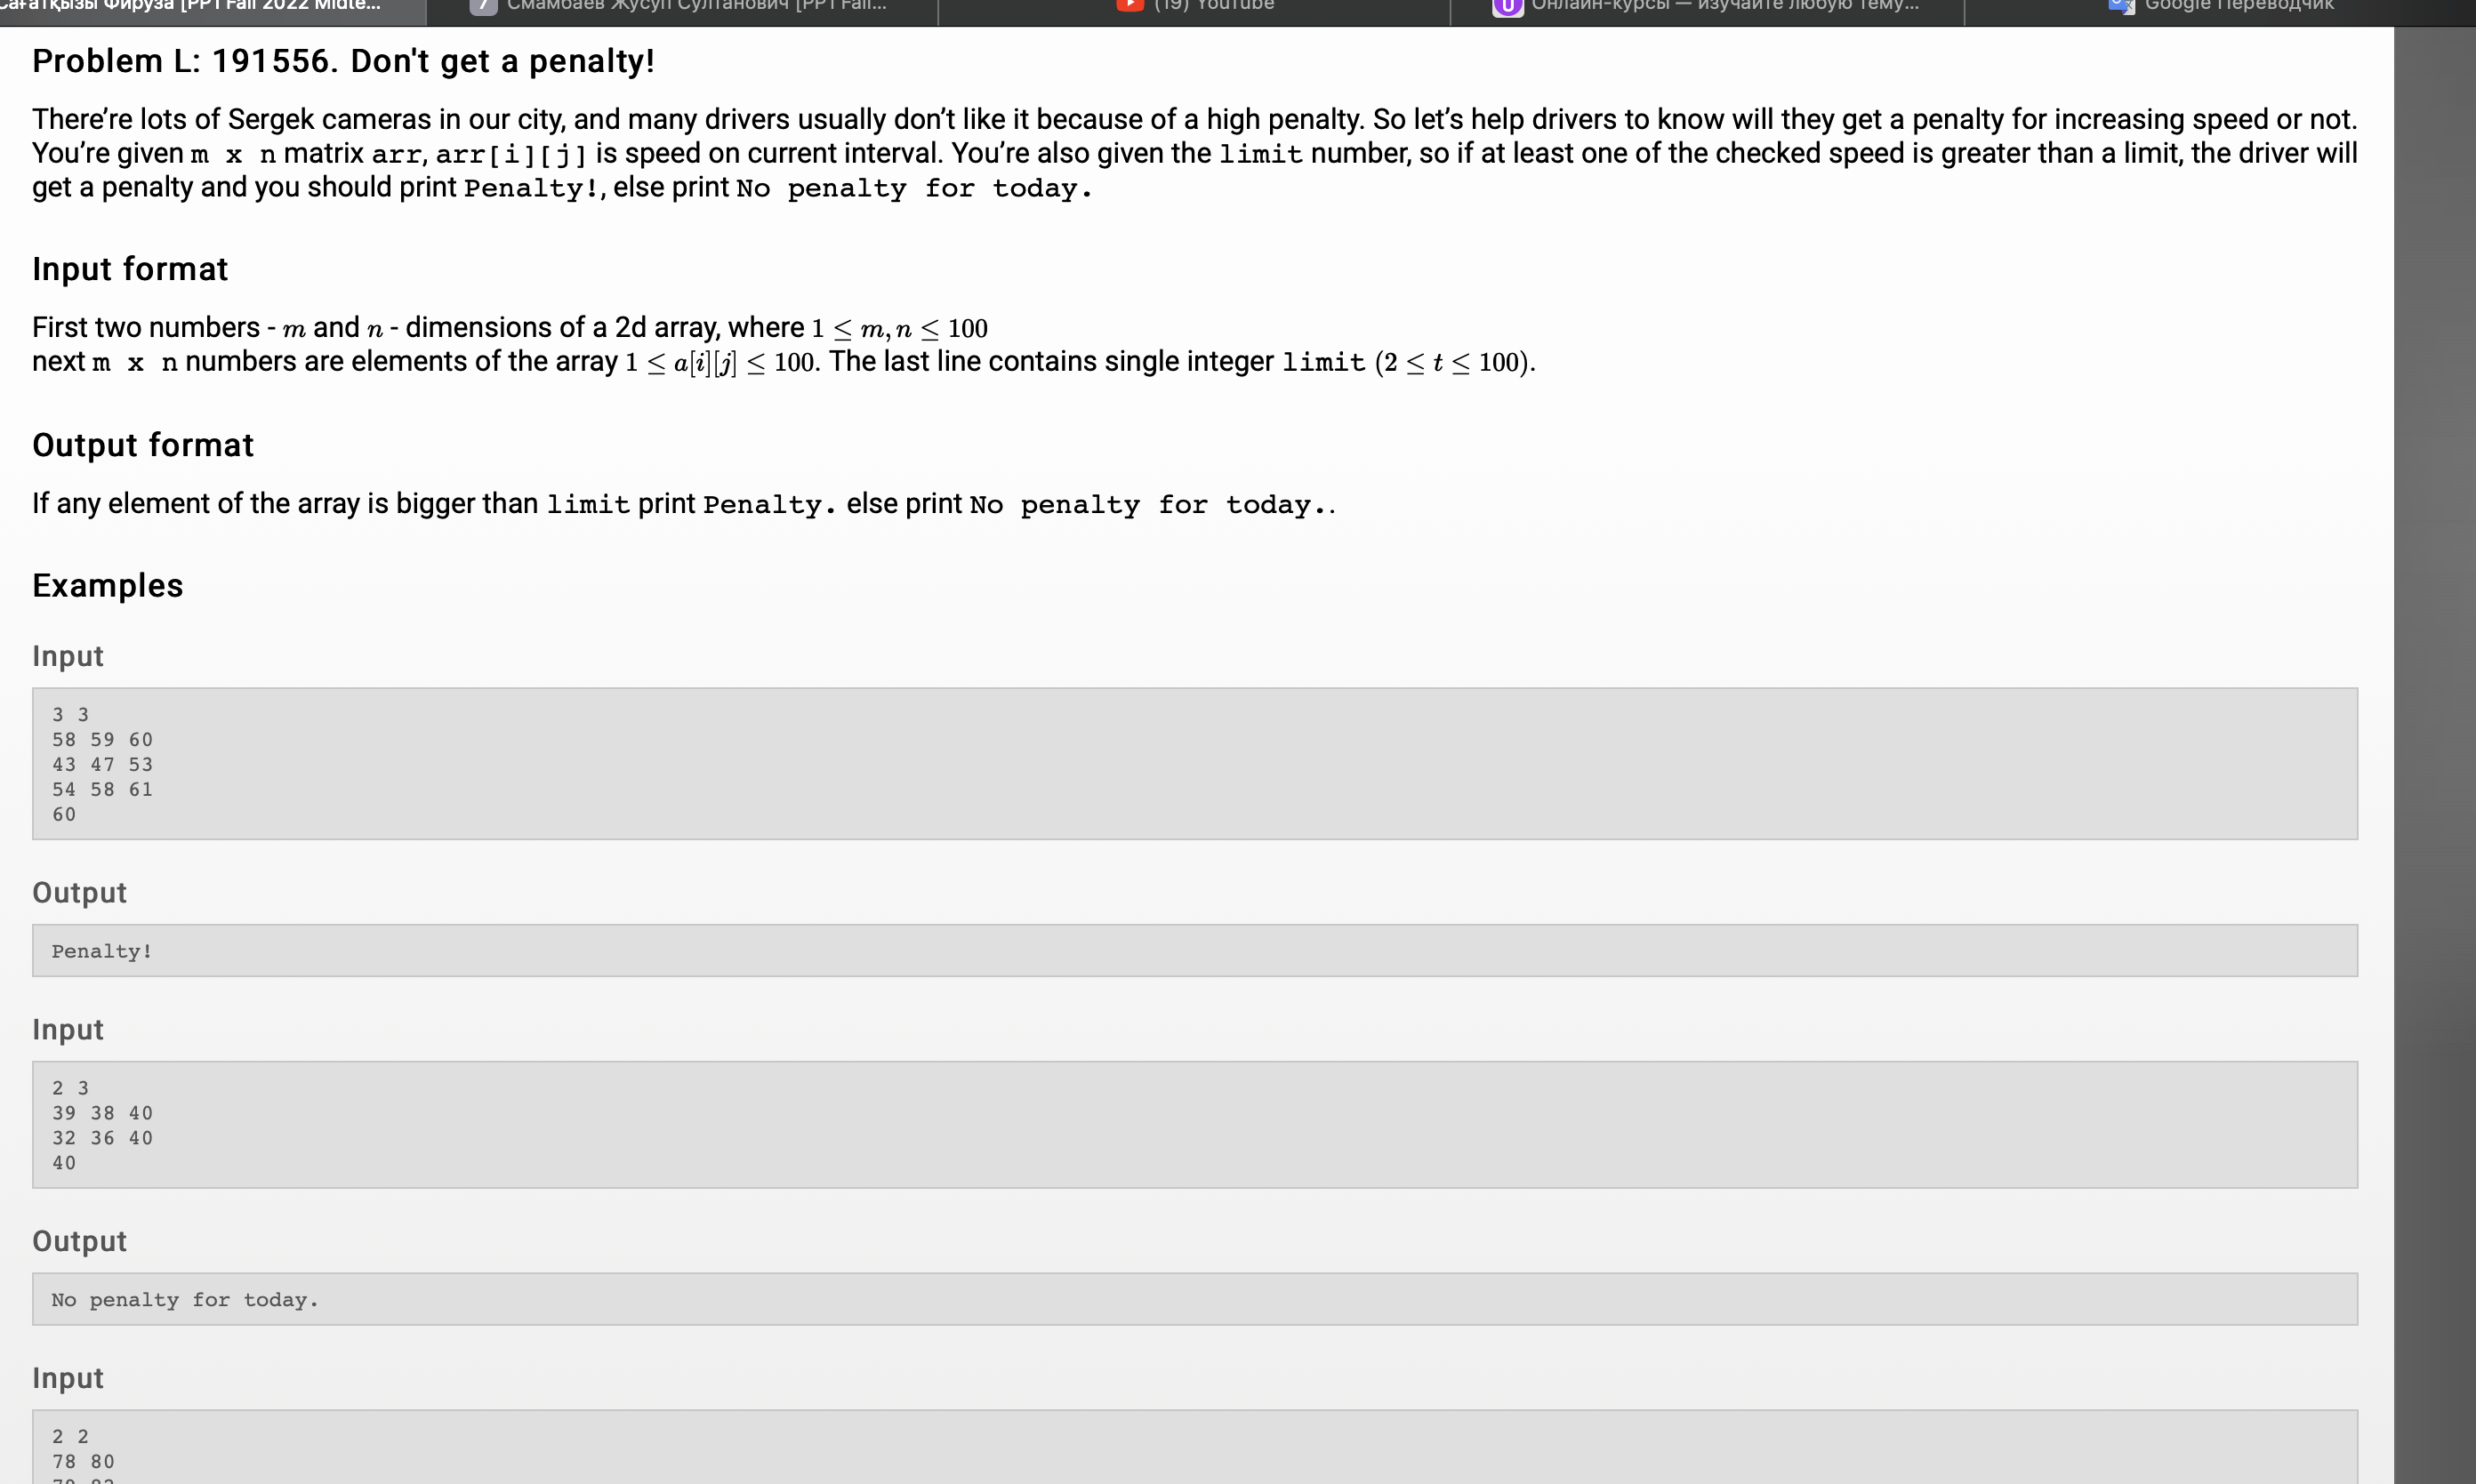 Сағатқызы Фируза [PP1 Fall 2022 Midte...
Смамбаев Жусуп Султанович [PP1 Fall...
(19) YouTube
Онлайн-курсы — изучайте любую тему...
Google Переводчик
Problem L: 191556. Don't get a penalty!
There’re lots of Sergek cameras in our city, and many drivers usually don’t like it because of a high penalty. So let’s help drivers to know will they get a penalty for increasing speed or not.
You’re given m x n matrix arr, arr[i][j] is speed on current interval. You’re also given the limit number, so if at least one of the checked speed is greater than a limit, the driver will
get a penalty and you should print Penalty!, else print No penalty for today.
Input format
First two numbers - m and n - dimensions of a 2d array, where 1 ≤ m, n ≤ 100
next m x n numbers are elements of the array 1 ≤ a[i][j] ≤ 100. The last line contains single integer limit (2 ≤ t ≤ 100).
Output format
If any element of the array is bigger than limit print Penalty. else print No penalty for today..
Examples
Input
3 3
58 59 60
43 47 53
54 58 61
60
Output
Penalty!
Input
2 3
39 38 40
32 36 40
40
Output
No penalty for today.
Input
2 2
78 80